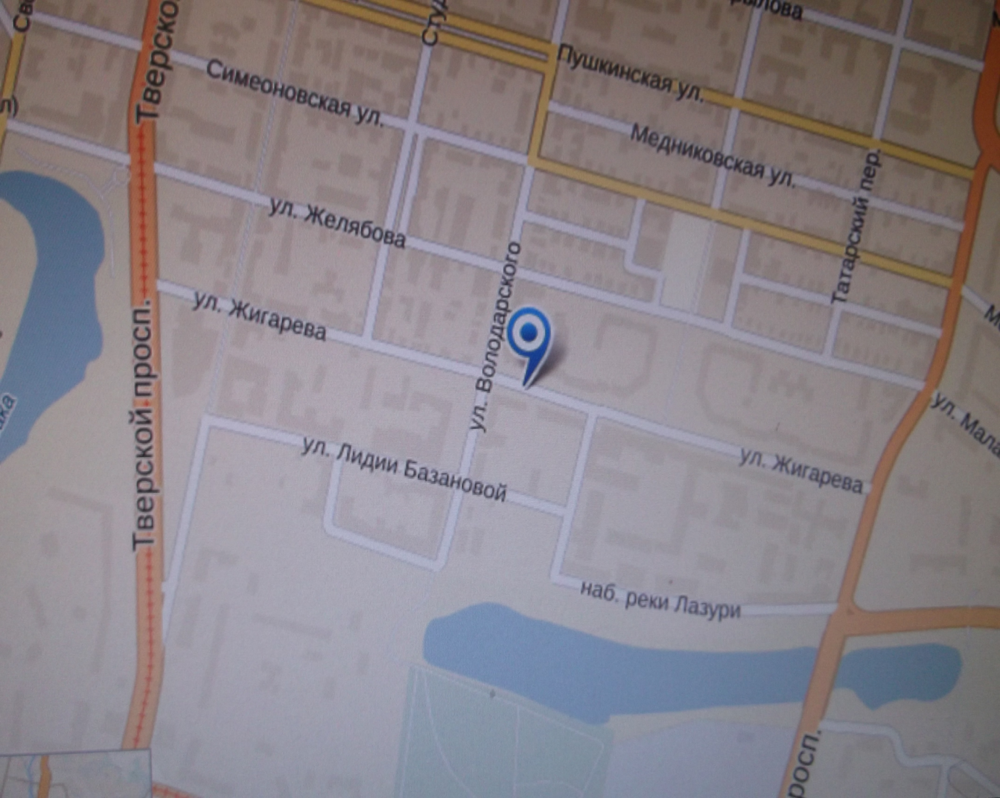 Пушкинская ул.
Симеоновская ул.
Медниковская ул.
Татарский пер.
ул. Желябова
ул. Володарского
Тверской просп.
ул. Жигарева
ул. Жигарева
ул. Лидии Базановой
наб. реки Лазури